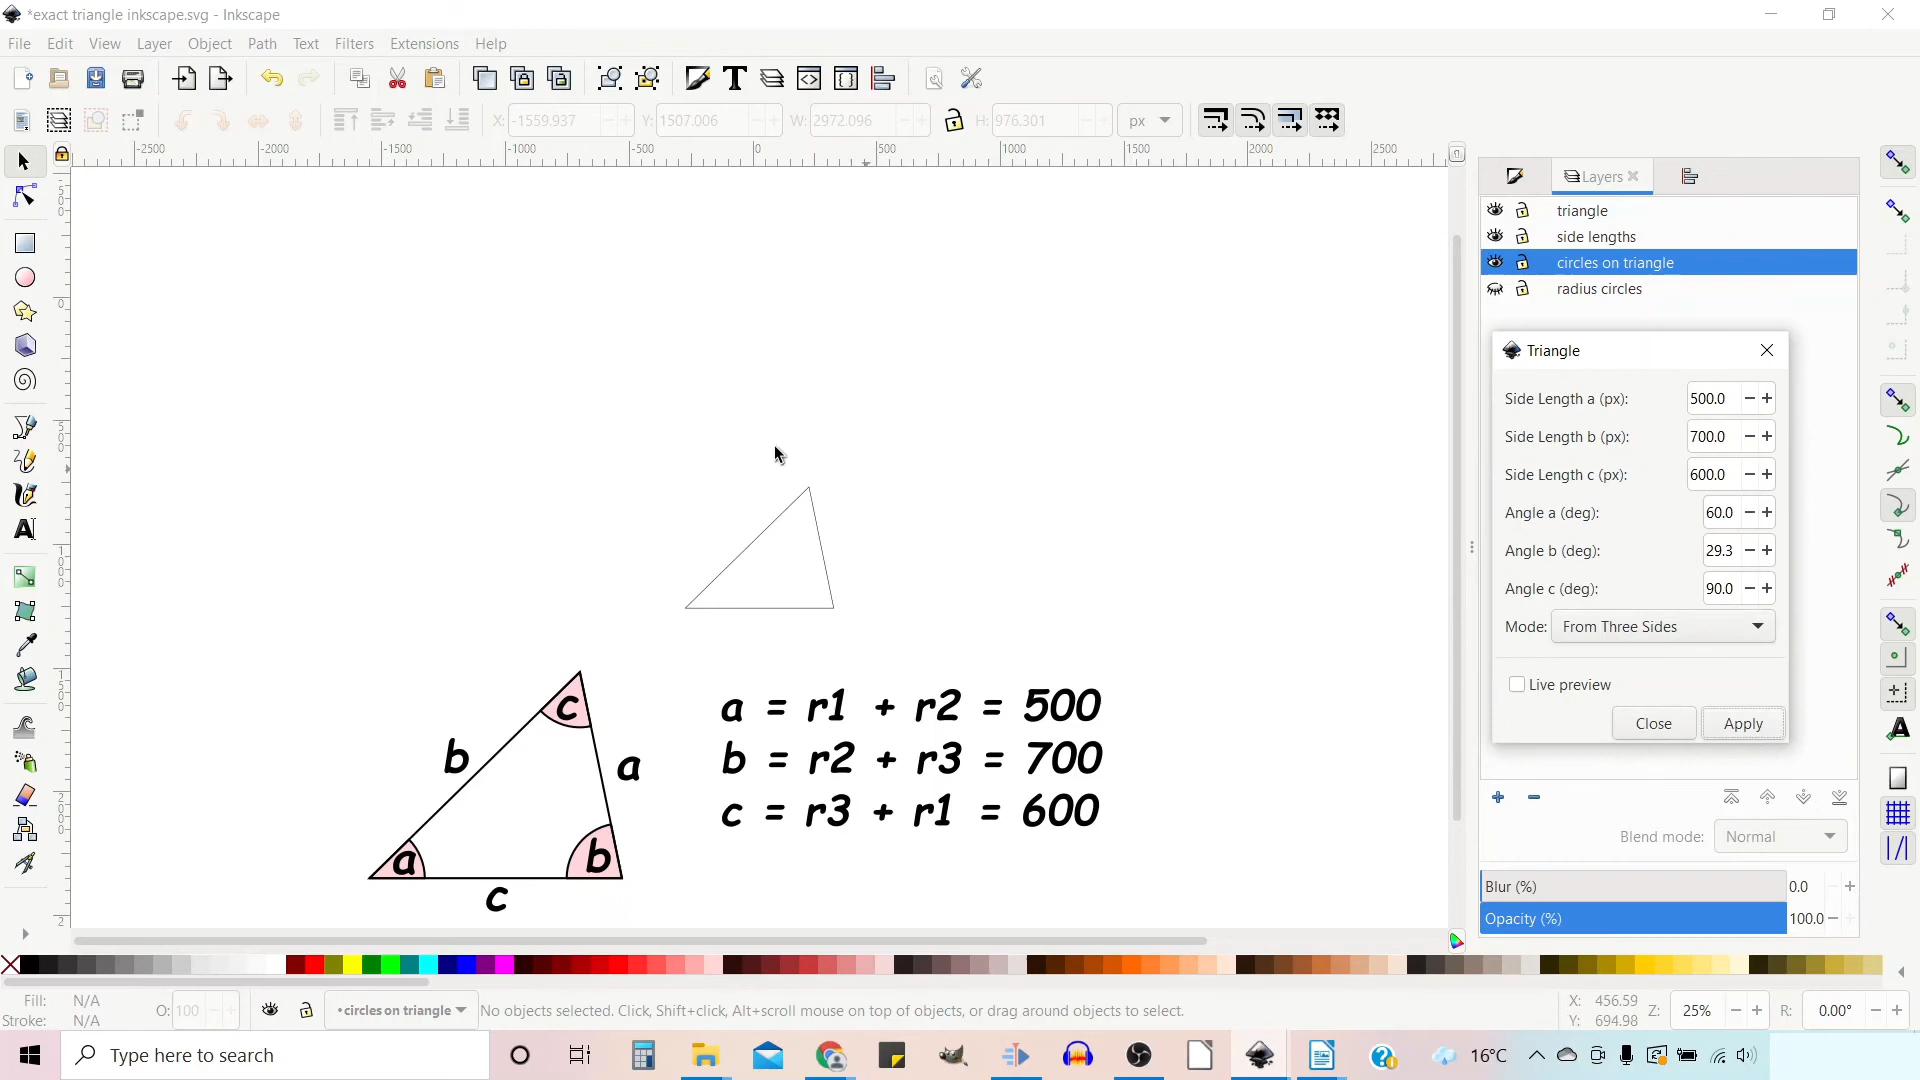 *exact triangle inkscape.svg - Inkscape
File Edit View Layer Object Path Text Filters Extensions Help
X: -1559.937 Y: 1507.006 W: 2972.096 H: 976.301 px
-2500 -2000 -1500 -1000 -500 0 500 1000 1500 2000 2500
Layers
triangle
side lengths
circles on triangle
radius circles
Triangle
Side Length a (px): 500.0
Side Length b (px): 700.0
Side Length c (px): 600.0
Angle a (deg): 60.0
Angle b (deg): 29.3
Angle c (deg): 90.0
Mode: From Three Sides
Live preview
Close Apply
c
b
a
a
b
c
a = r1 + r2 = 500
b = r2 + r3 = 700
c = r3 + r1 = 600
Blend mode: Normal
Blur (%) 0.0
Opacity (%) 100.0
Fill: N/A
Stroke: N/A
O: 100
•circles on triangle
No objects selected. Click, Shift+click, Alt+scroll mouse on top of objects, or drag around objects to select.
X: 456.59
Y: 694.98
Z: 25%
R: 0.00°
Type here to search
16°C